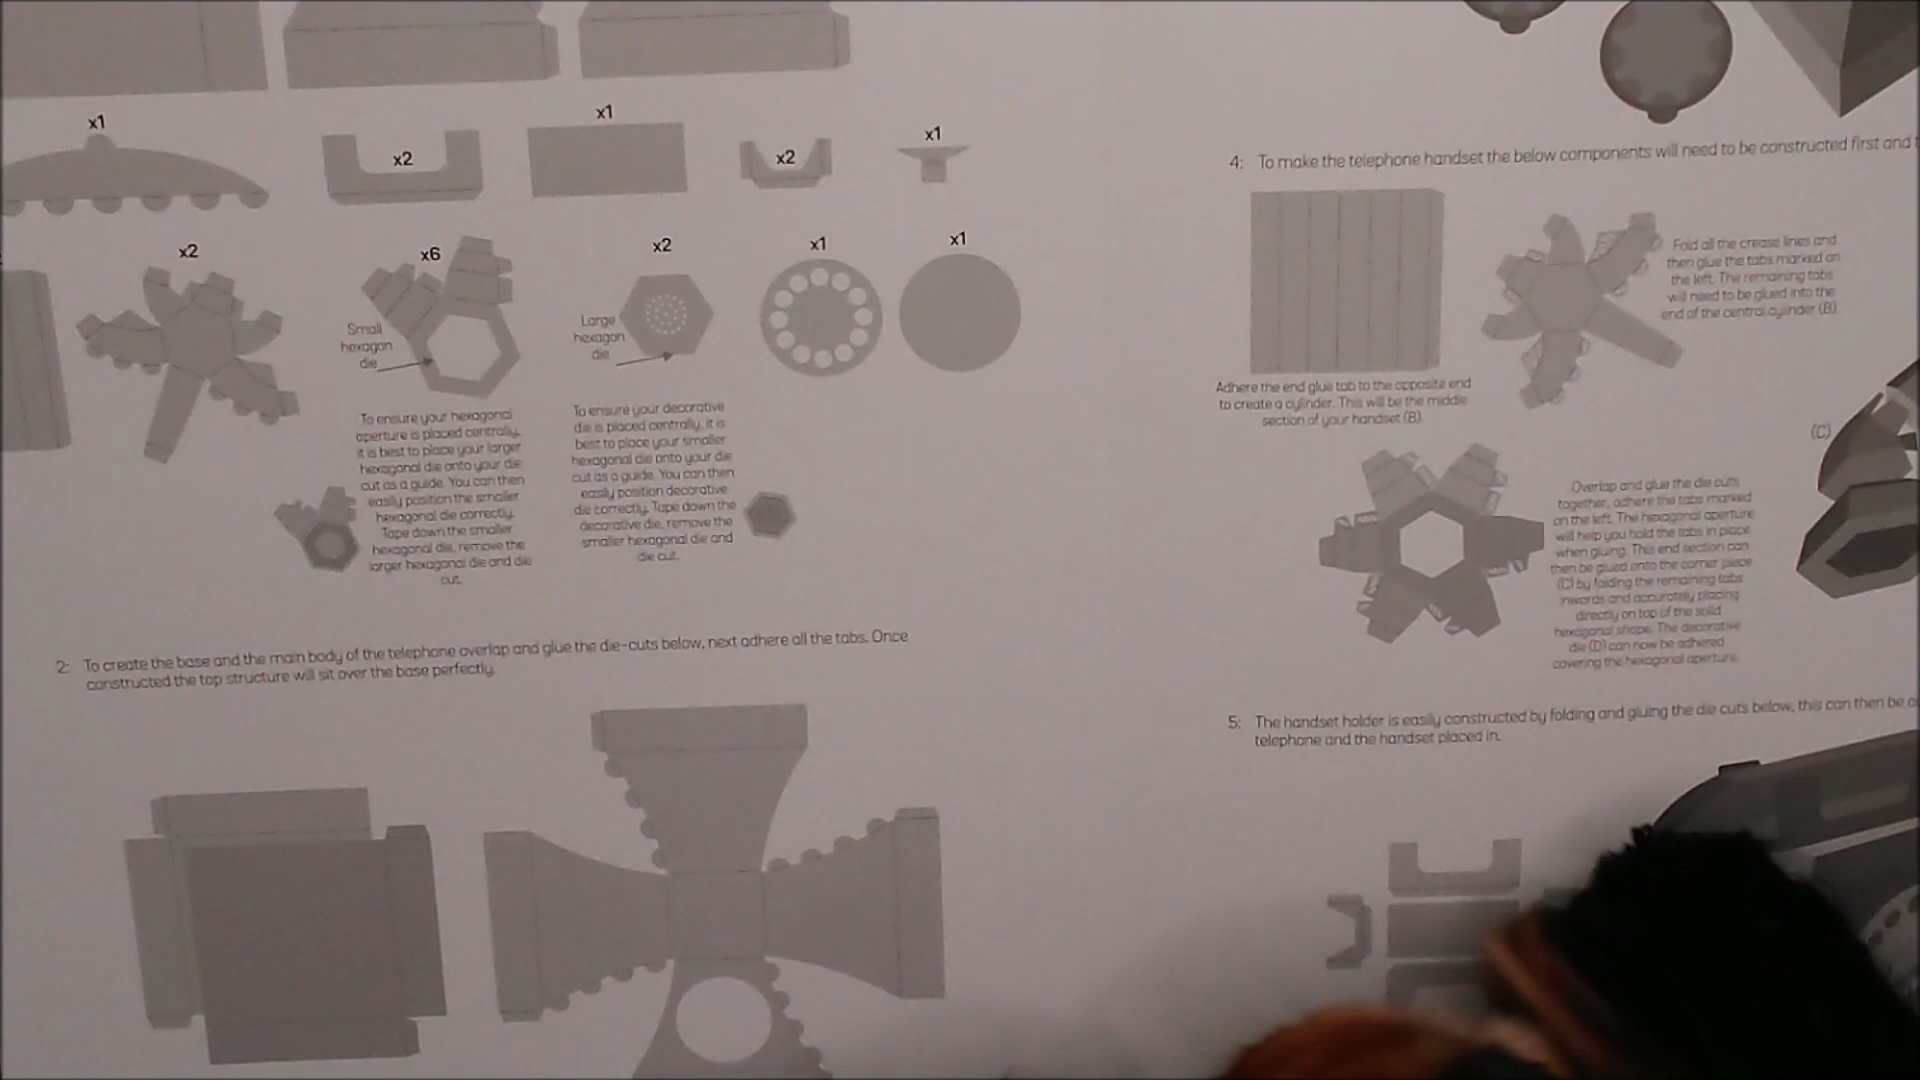 x1
x2
x1
x2
x1
x2
x6
x2
x1
x1
Small
hexagon
die
Large
hexagon
die
To ensure your hexagonal
aperture is placed centrally,
it is best to place your larger
hexagonal die onto your die
cut as a guide. You can then
easily position the smaller
hexagonal die correctly.
Tape down the smaller
hexagonal die, remove the
larger hexagonal die and die
cut.
To ensure your decorative
die is placed centrally, it is
best to place your smaller
hexagonal die onto your die
cut as a guide. You can then
easily position decorative
die correctly. Tape down the
decorative die, remove the
smaller hexagonal die and
die cut.
2: To create the base and the main body of the telephone overlap and glue the die-cuts below, next adhere all the tabs. Once
constructed the top structure will sit over the base perfectly.
4: To make the telephone handset the below components will need to be constructed first and
Fold all the crease lines and
then glue the tabs marked on
the left. The remaining tabs
will need to be glued into the
end of the central cylinder (B).
Adhere the end glue tab to the opposite end
to create a cylinder. This will be the middle
section of your handset (B).
(C)
Overlap and glue the die cuts
together, adhere the tabs marked
on the left. The hexagonal aperture
will help you hold the tabs in place
when gluing. This end section can
then be glued onto the corner piece
(C) by folding the remaining tabs
inwards and accurately placing
directly on top of the solid
hexagonal shape. The decorative
die (D) can now be adhered
covering the hexagonal aperture.
5: The handset holder is easily constructed by folding and gluing the die cuts below, this can then be
telephone and the handset placed in.